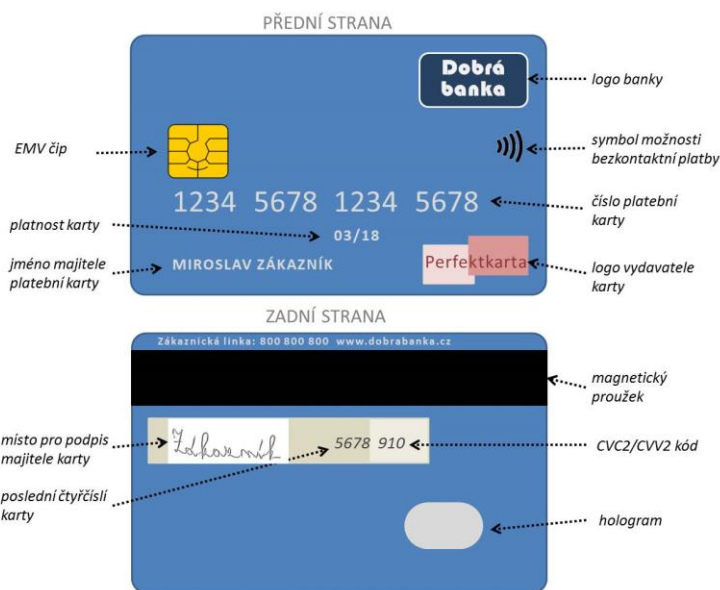 PŘEDNÍ STRANA
Dobrá
banka
logo banky
EMV čip
symbol možnosti
bezkontaktní platby
1234 5678 1234 5678
číslo platební
karty
platnost karty
03/18
jméno majitele
platební karty
MIROSLAV ZÁKAZNÍK
Perfektkarta
logo vydavatele
karty
ZADNÍ STRANA
Zákaznická linka: 800 800 800 www.dobrabanka.cz
magnetický
proužek
místo pro podpis
majitele karty
Zákazník
5678 910
CVC2/CVV2 kód
poslední čtyřčíslí
karty
hologram